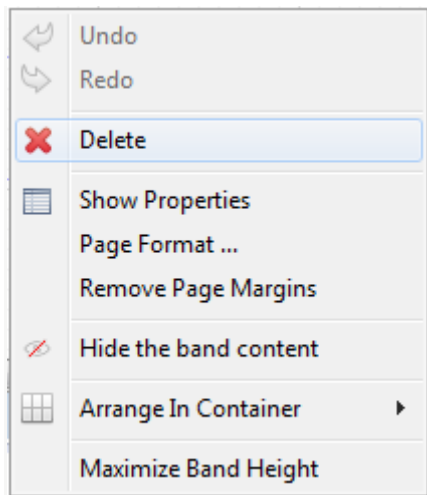 Undo
Redo
Delete
Show Properties
Page Format ...
Remove Page Margins
Hide the band content
Arrange In Container
Maximize Band Height